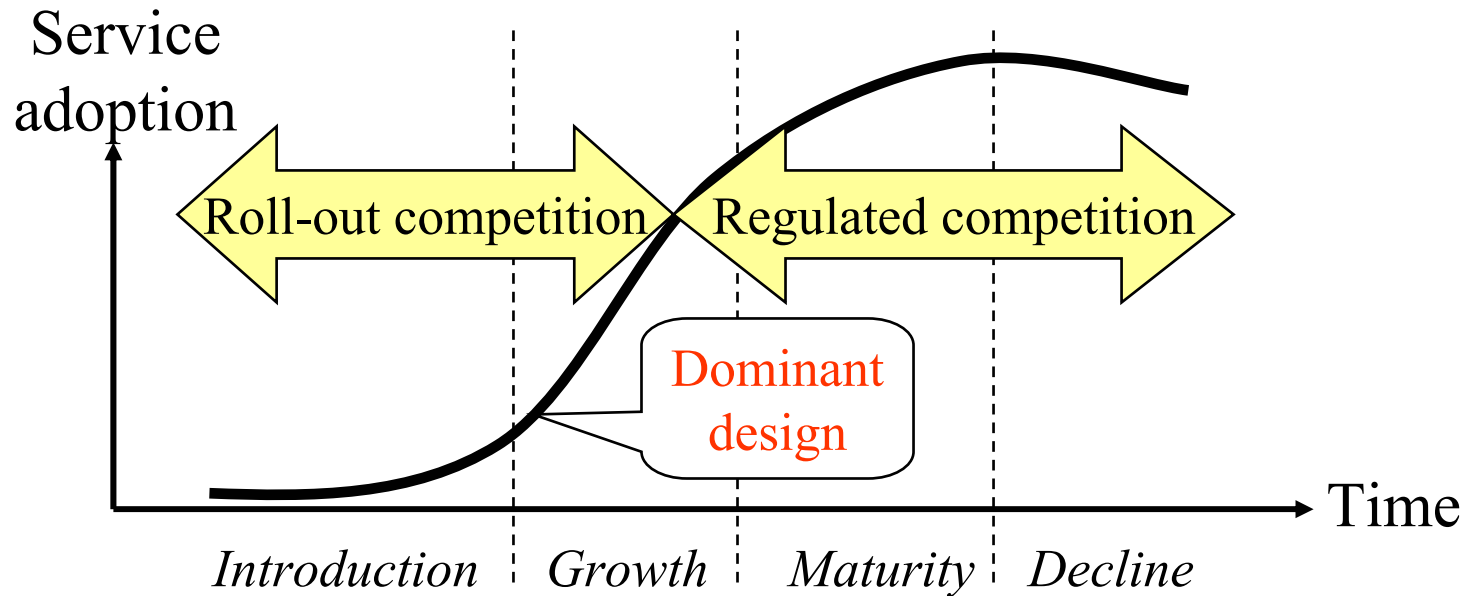 Service
adoption
Roll-out competition
Regulated competition
Dominant
design
Time
Introduction
Growth
Maturity
Decline